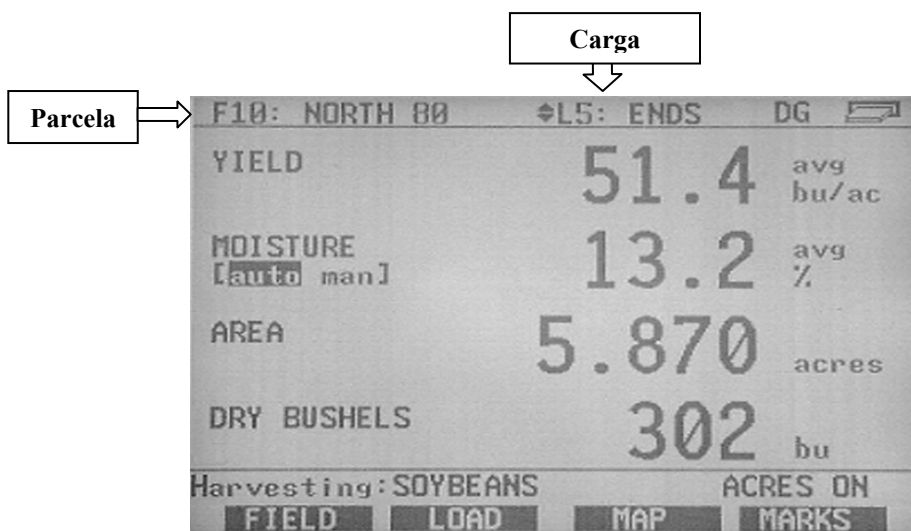 Carga
Parcela
F10: NORTH 80 L5: ENDS DG
YIELD 51.4 avg bu/ac
MOISTURE [auto man] 13.2 avg %
AREA 5.870 acres
DRY BUSHELS 302 bu
Harvesting:SOYBEANS ACRES ON
FIELD LOAD MAP MARKS